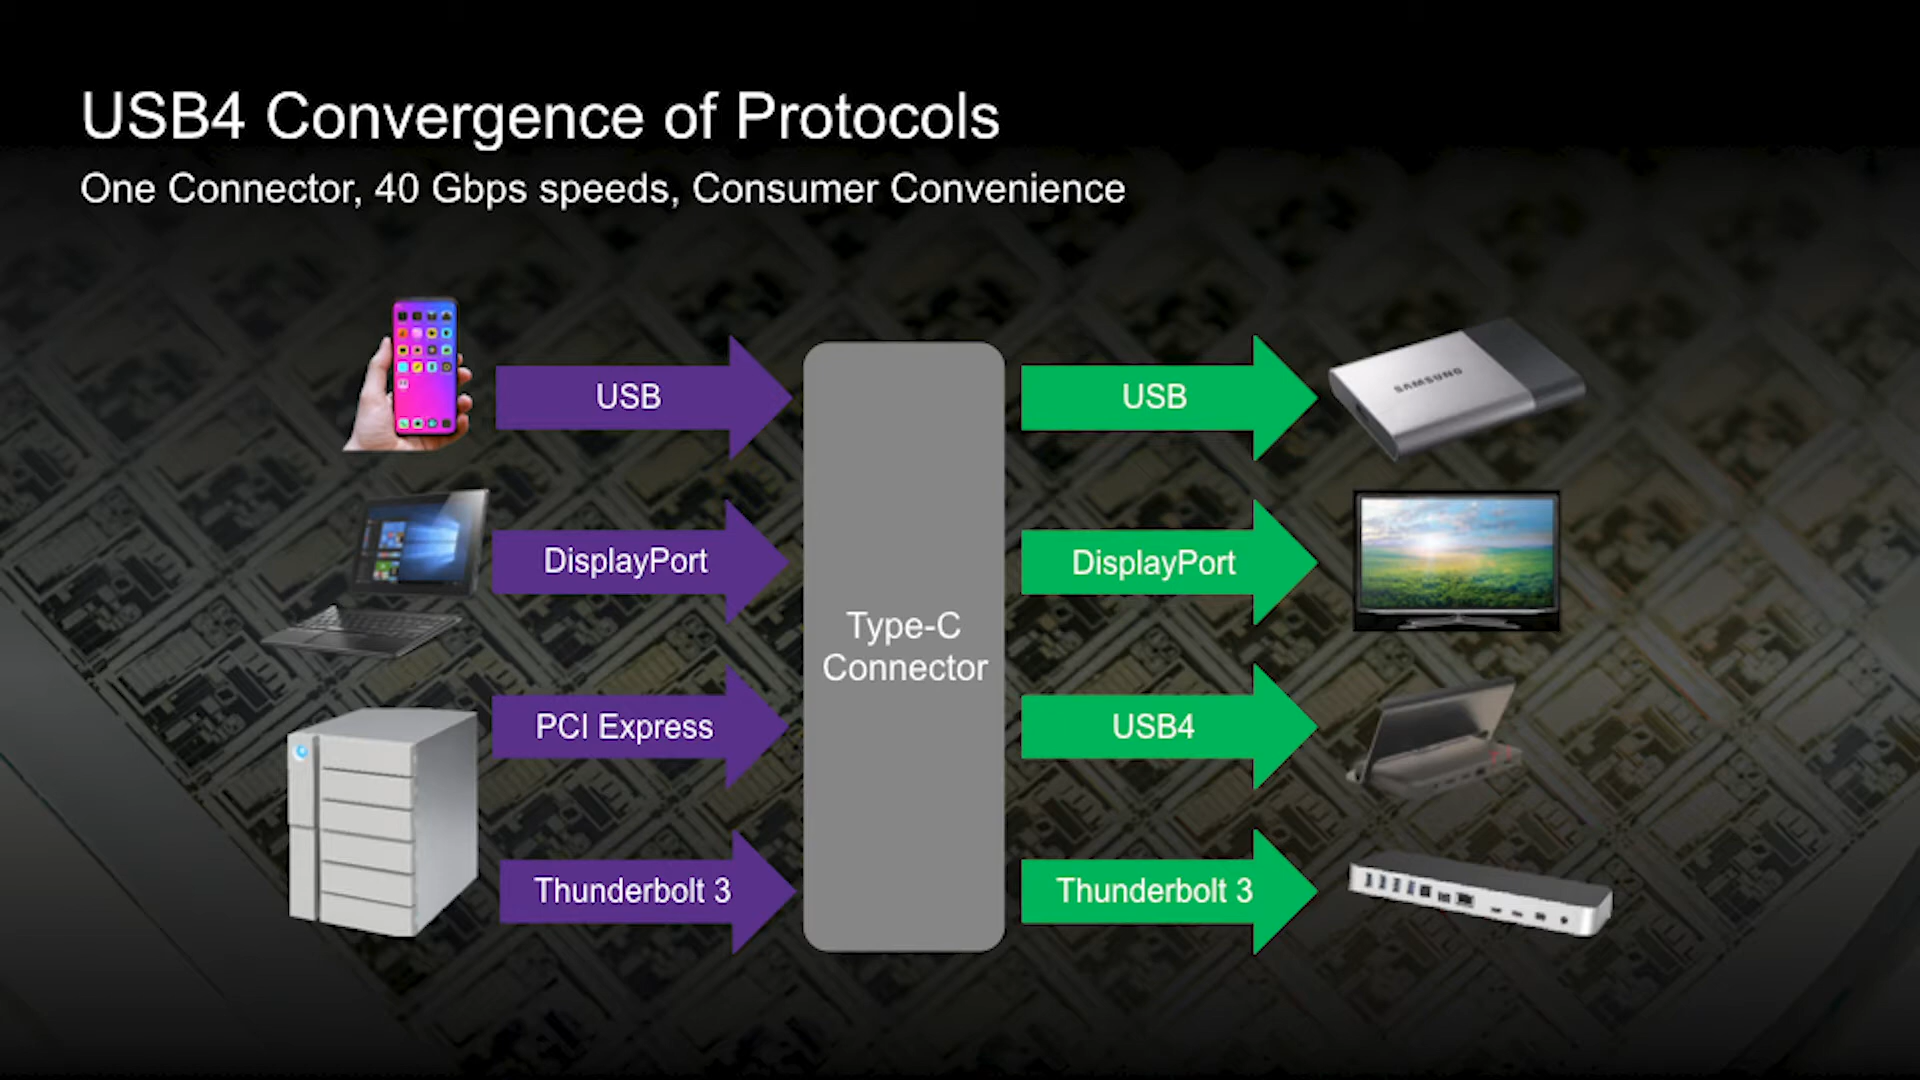 USB4 Convergence of Protocols
One Connector, 40 Gbps speeds, Consumer Convenience
USB
USB
SAMSUNG
DisplayPort
DisplayPort
Type-C
Connector
PCI Express
USB4
Thunderbolt 3
Thunderbolt 3